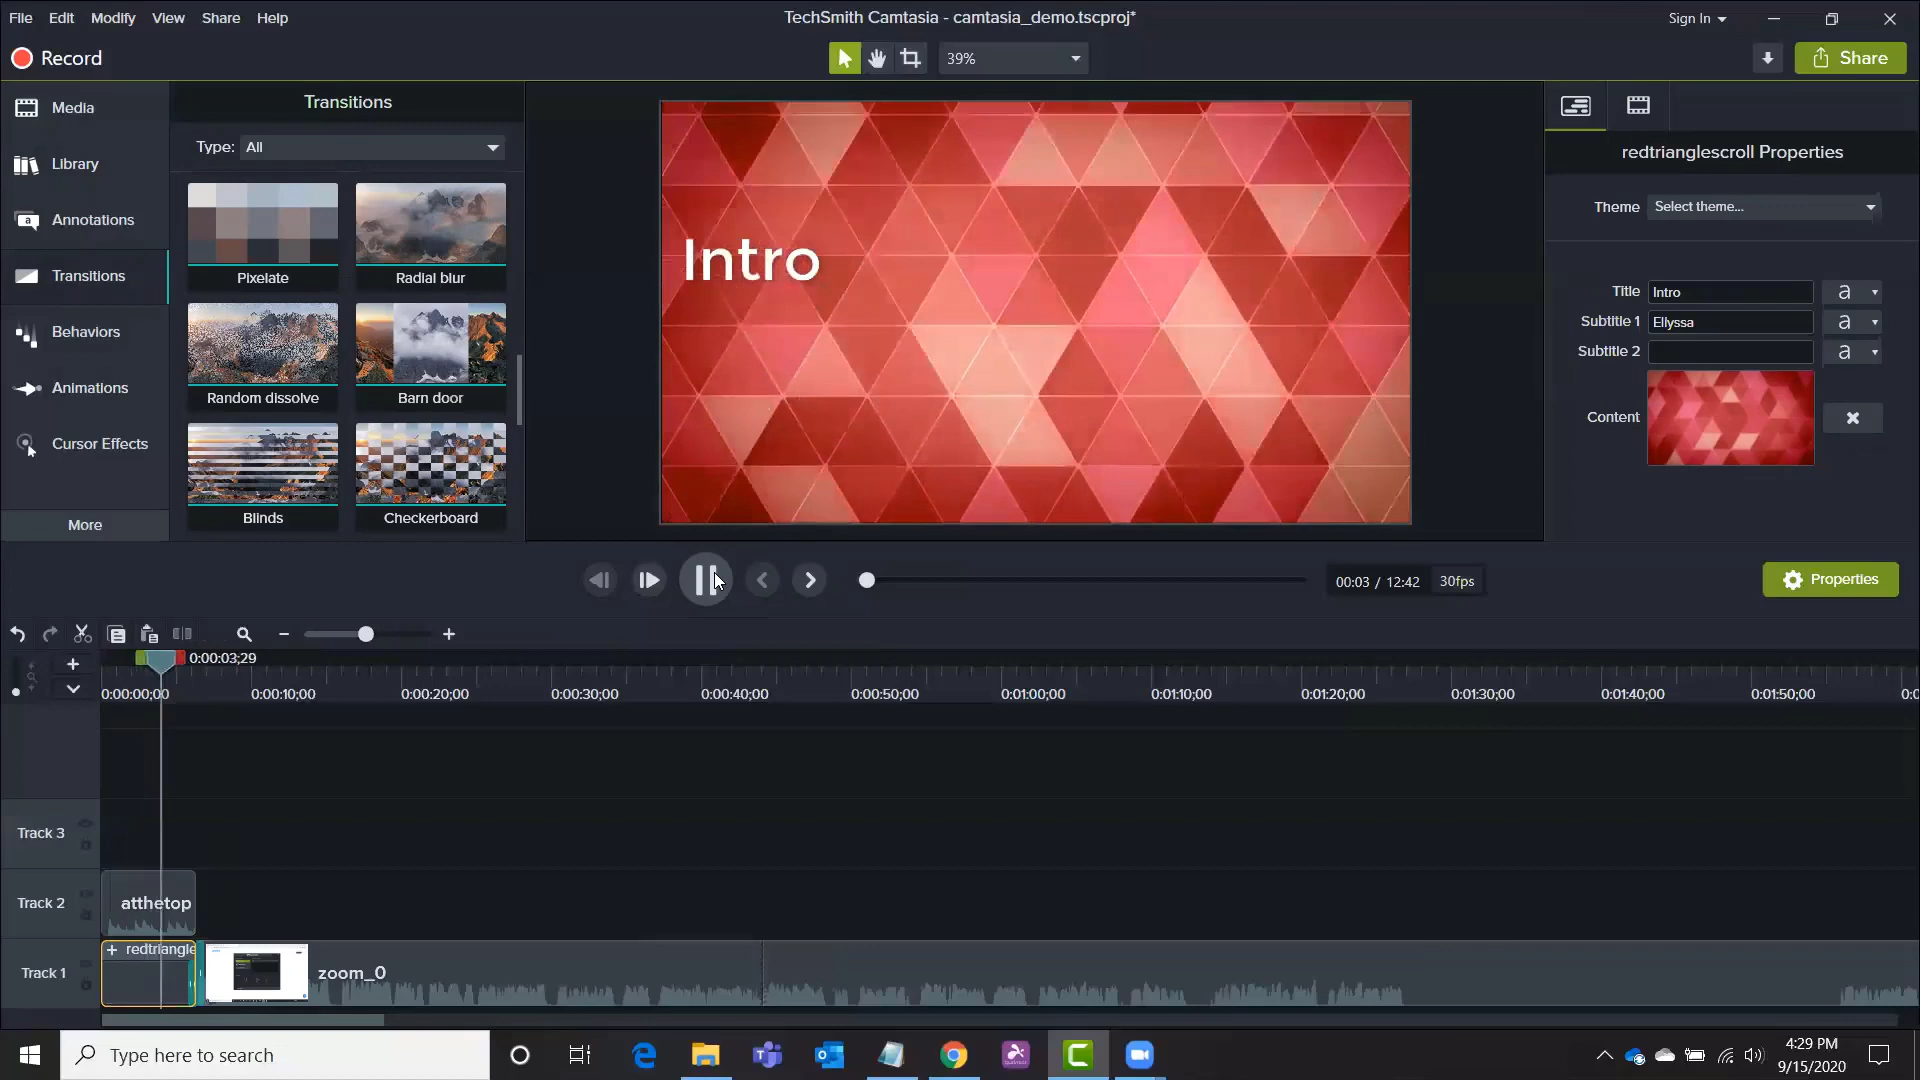 File Edit Modify View Share Help
TechSmith Camtasia - camtasia_demo.tscproj*
Sign In
Record
39%
Share
Media
Library
Annotations
Transitions
Behaviors
Animations
Cursor Effects
More
Transitions
Type: All
Pixelate
Radial blur
Random dissolve
Barn door
Blinds
Checkerboard
Intro
redtrianglescroll Properties
Theme Select theme...
Title Intro a
Subtitle 1 Ellyssa a
Subtitle 2 a
Content
00:03 / 12:42 30fps
Properties
0:00:03;29
0:00:00;00 0:00:10;00 0:00:20;00 0:00:30;00 0:00:40;00 0:00:50;00 0:01:00;00 0:01:10;00 0:01:20;00 0:01:30;00 0:01:40;00 0:01:50;00
Track 3
Track 2 atthetop
Track 1 redtriangle zoom_0
Type here to search
4:29 PM
9/15/2020